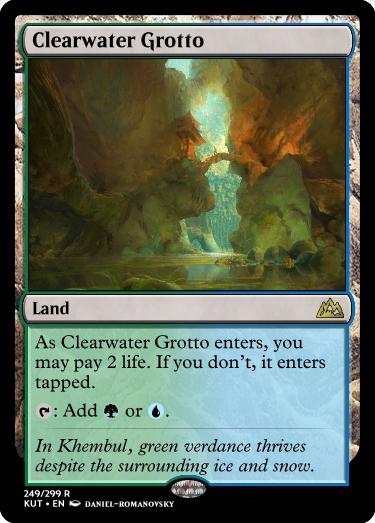 Clearwater Grotto
Land
As Clearwater Grotto enters, you
may pay 2 life. If you don't, it enters
tapped.
: Add or .
In Khembul, green verdance thrives
despite the surrounding ice and snow.
249/299 R
KUT • EN DANIEL-ROMANOVSKY